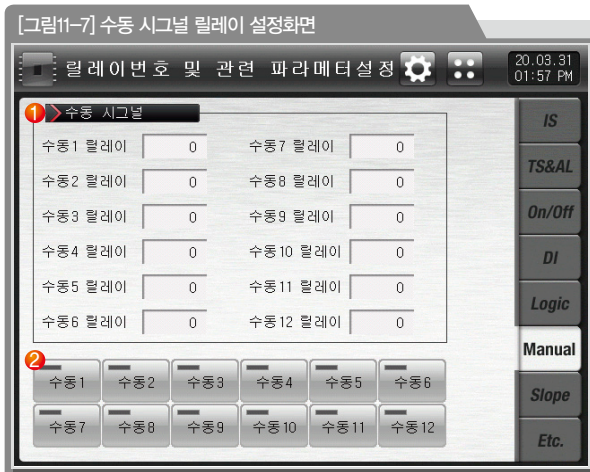 [그림11-7] 수동 시그널 릴레이 설정화면
릴레이번호 및 관련 파라메터설정
20.03.31
01:57 PM
1 수동 시그널
수동1 릴레이 0 수동7 릴레이 0
수동2 릴레이 0 수동8 릴레이 0
수동3 릴레이 0 수동9 릴레이 0
수동4 릴레이 0 수동10 릴레이 0
수동5 릴레이 0 수동11 릴레이 0
수동6 릴레이 0 수동12 릴레이 0
2
수동1 수동2 수동3 수동4 수동5 수동6
수동7 수동8 수동9 수동10 수동11 수동12
IS
TS&AL
On/Off
DI
Logic
Manual
Slope
Etc.